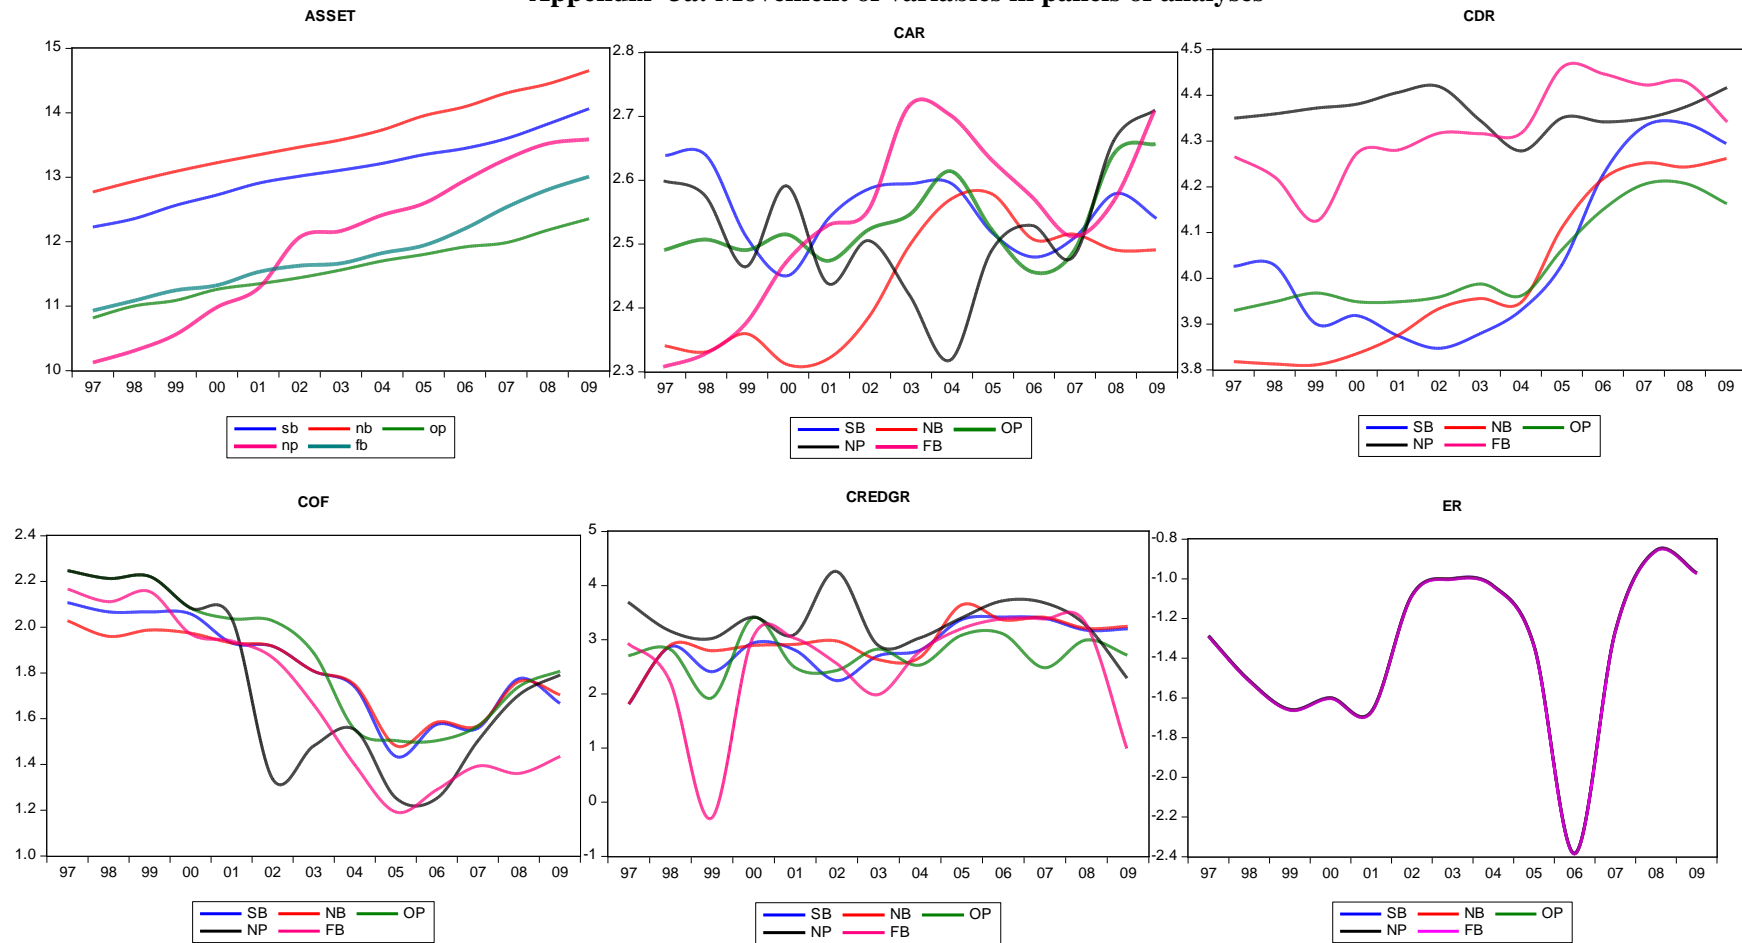 Appendix- 5a: Movement of variables in panels of analyses
ASSET
15
14
13
12
11
10
97 98 99 00 01 02 03 04 05 06 07 08 09
sb nb op
np fb
CAR
2.8
2.7
2.6
2.5
2.4
2.3
97 98 99 00 01 02 03 04 05 06 07 08 09
SB NB OP
NP FB
CDR
4.5
4.4
4.3
4.2
4.1
4.0
3.9
3.8
97 98 99 00 01 02 03 04 05 06 07 08 09
SB NB OP
NP FB
COF
2.4
2.2
2.0
1.8
1.6
1.4
1.2
1.0
97 98 99 00 01 02 03 04 05 06 07 08 09
SB NB OP
NP FB
CREDGR
5
4
3
2
1
0
-1
97 98 99 00 01 02 03 04 05 06 07 08 09
SB NB OP
NP FB
ER
-0.8
-1.0
-1.2
-1.4
-1.6
-1.8
-2.0
-2.2
-2.4
97 98 99 00 01 02 03 04 05 06 07 08 09
SB NB OP
NP FB